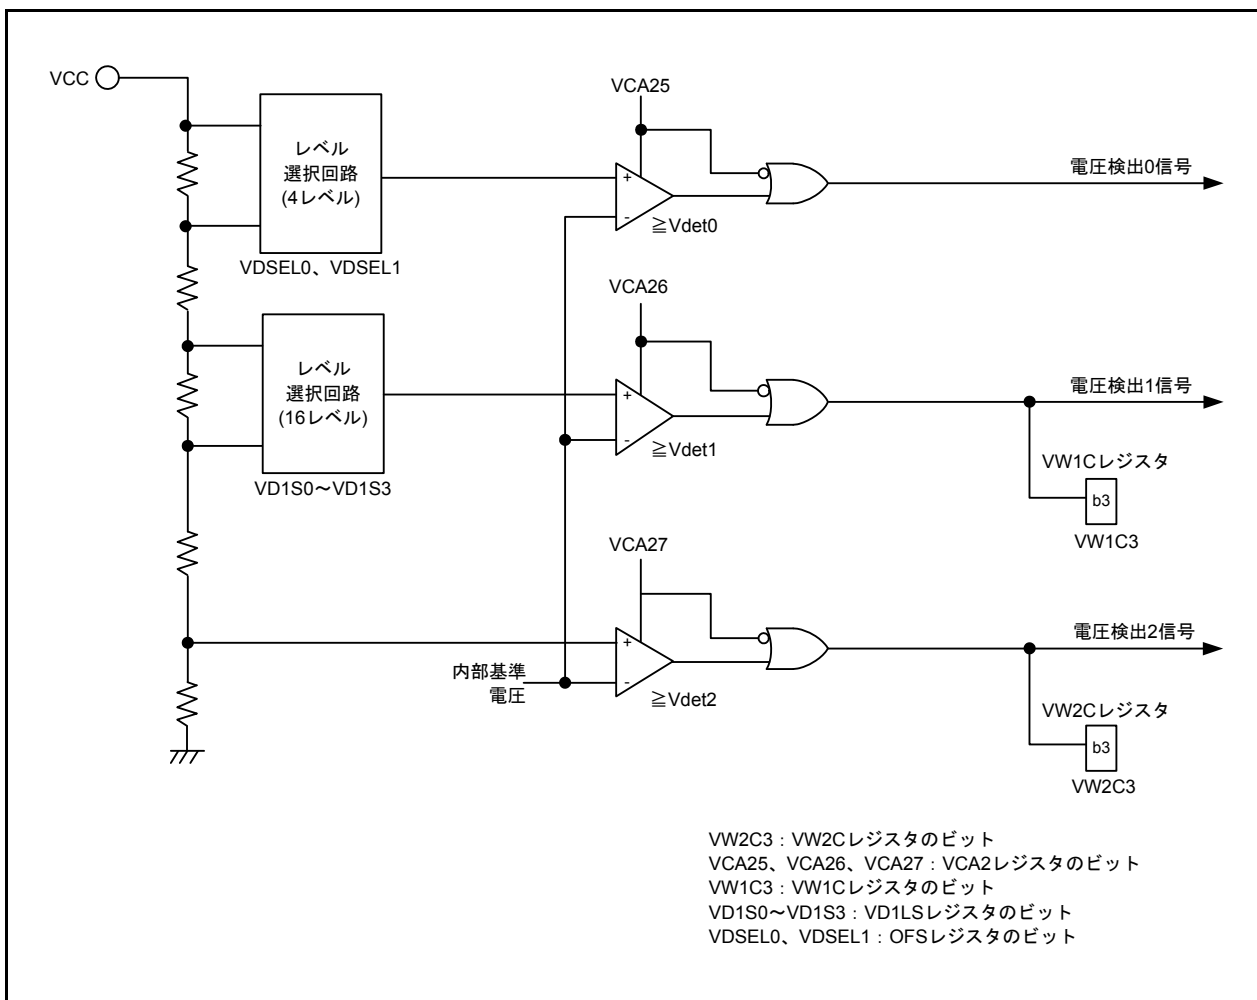 VCC
レベル
選択回路
(4レベル)
VDSEL0、VDSEL1
VCA25
+
-
≧Vdet0
電圧検出0信号
レベル
選択回路
(16レベル)
VD1S0～VD1S3
VCA26
+
-
≧Vdet1
電圧検出1信号
VW1Cレジスタ
b3
VW1C3
VCA27
+
-
≧Vdet2
内部基準
電圧
電圧検出2信号
VW2Cレジスタ
b3
VW2C3
VW2C3：VW2Cレジスタのビット
VCA25、VCA26、VCA27：VCA2レジスタのビット
VW1C3：VW1Cレジスタのビット
VD1S0～VD1S3：VD1LSレジスタのビット
VDSEL0、VDSEL1：OFSレジスタのビット